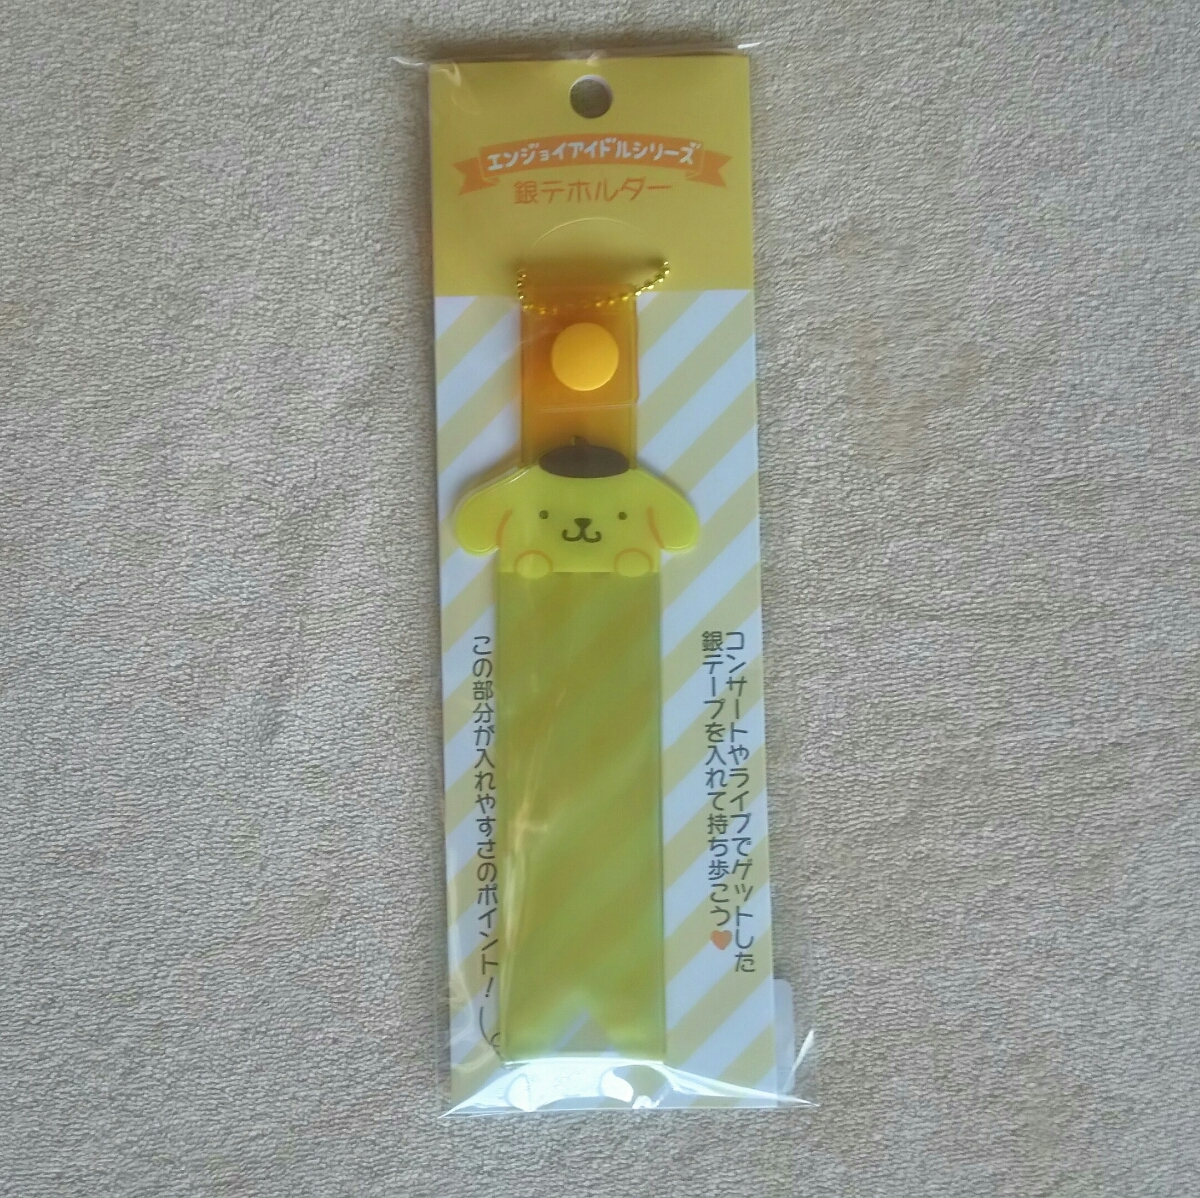 エンジョイアイドルシリーズ
銀テホルダー
コンサートやライブでゲットした
銀テープを入れて持ち歩こう♥
この部分が入れやすさのポイント！